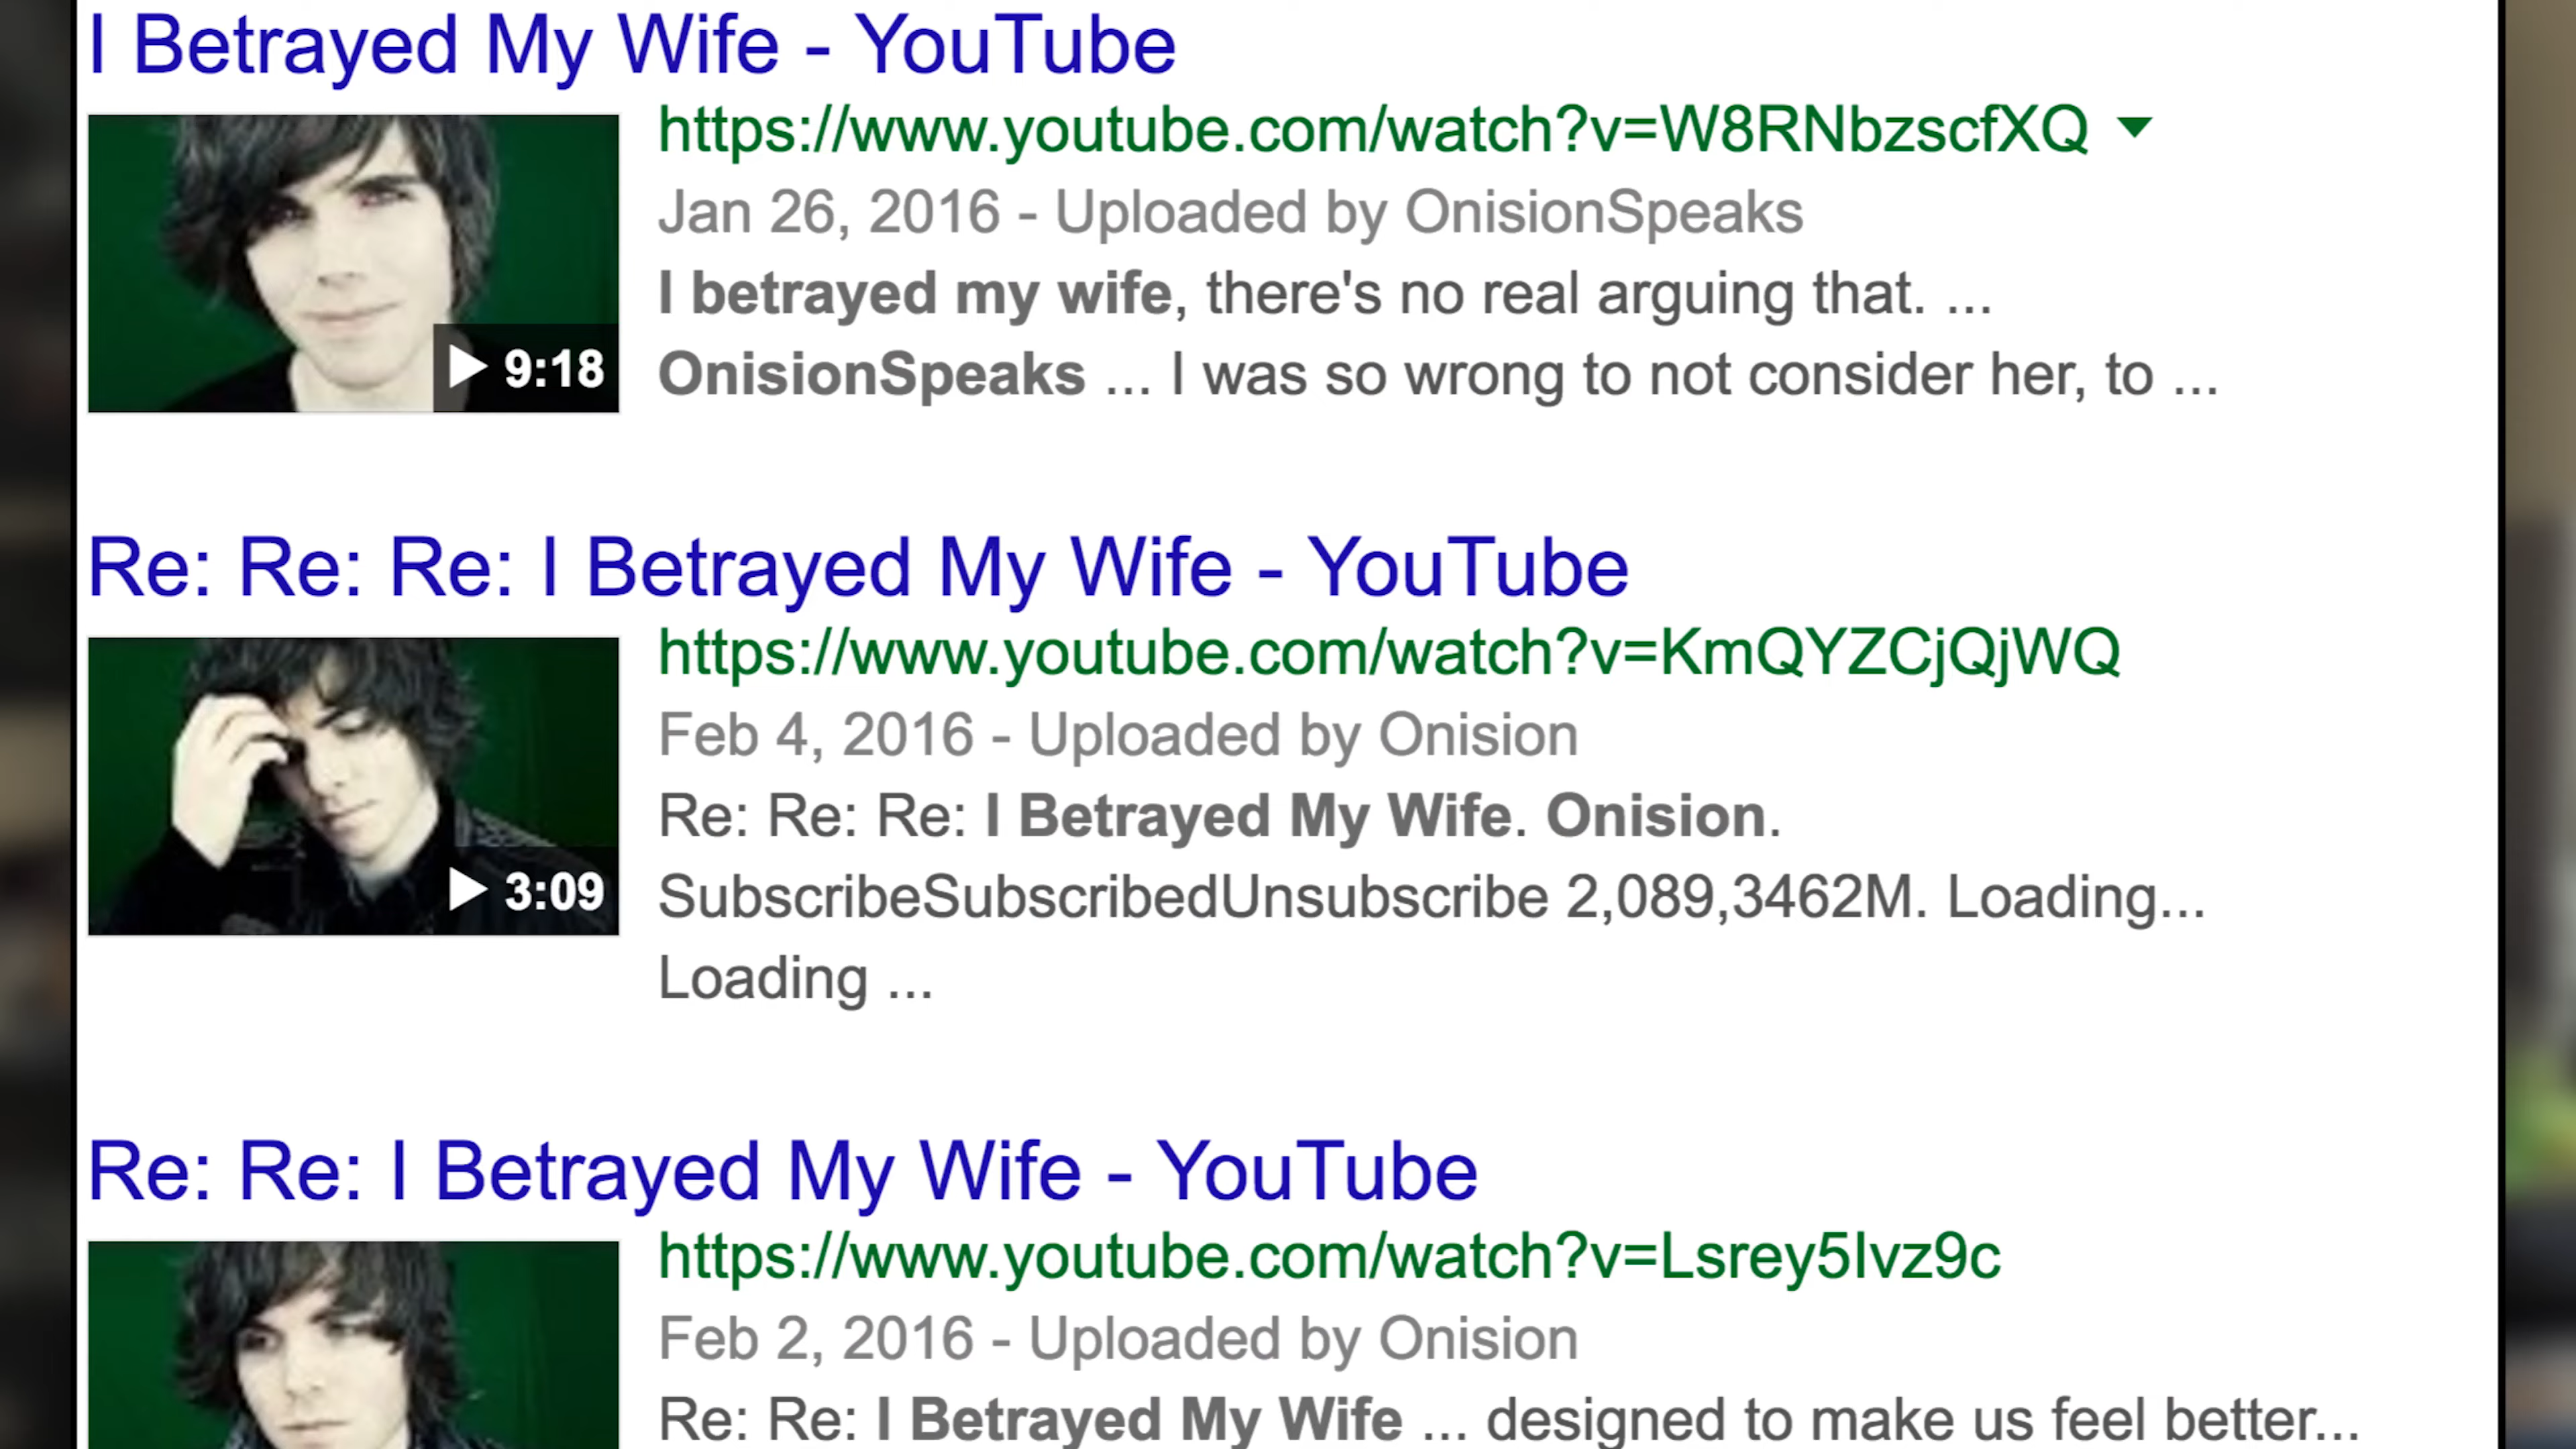 I Betrayed My Wife - YouTube
https://www.youtube.com/watch?v=W8RNbzscfXQ
Jan 26, 2016 - Uploaded by OnisionSpeaks
I betrayed my wife, there's no real arguing that. ...
OnisionSpeaks ... I was so wrong to not consider her, to ...
9:18
Re: Re: Re: I Betrayed My Wife - YouTube
https://www.youtube.com/watch?v=KmQYZCjQjWQ
Feb 4, 2016 - Uploaded by Onision
Re: Re: Re: I Betrayed My Wife. Onision.
SubscribeSubscribedUnsubscribe 2,089,3462M. Loading...
Loading ...
3:09
Re: Re: I Betrayed My Wife - YouTube
https://www.youtube.com/watch?v=Lsrey5Ivz9c
Feb 2, 2016 - Uploaded by Onision
Re: Re: I Betrayed My Wife ... designed to make us feel better...